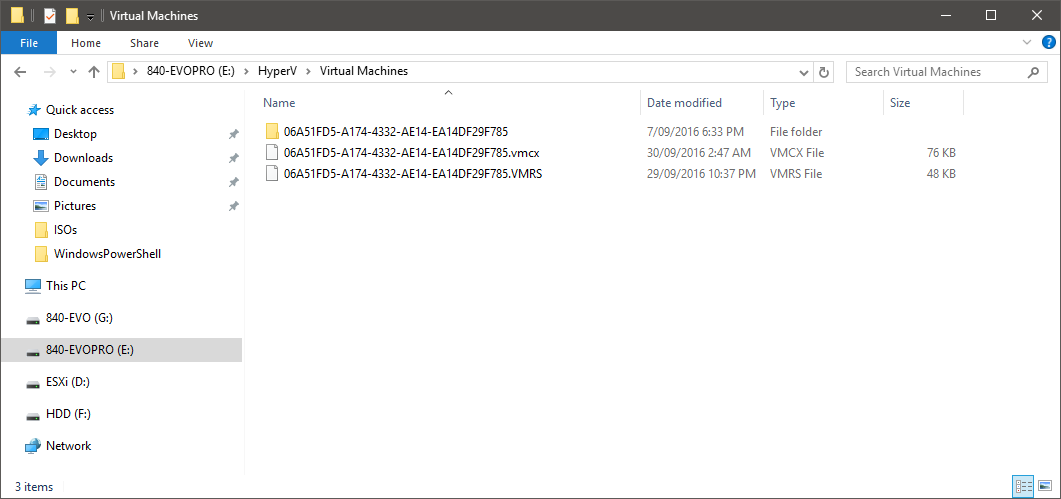 Virtual Machines
File Home Share View
840-EVOPRO (E:) HyperV Virtual Machines Search Virtual Machines
Quick access
Desktop
Downloads
Documents
Pictures
ISOs
WindowsPowerShell
This PC
840-EVO (G:)
840-EVOPRO (E:)
ESXi (D:)
HDD (F:)
Network
Name Date modified Type Size
06A51FD5-A174-4332-AE14-EA14DF29F785 7/09/2016 6:33 PM File folder
06A51FD5-A174-4332-AE14-EA14DF29F785.vmcx 30/09/2016 2:47 AM VMCX File 76 KB
06A51FD5-A174-4332-AE14-EA14DF29F785.VMRS 29/09/2016 10:37 PM VMRS File 48 KB
3 items